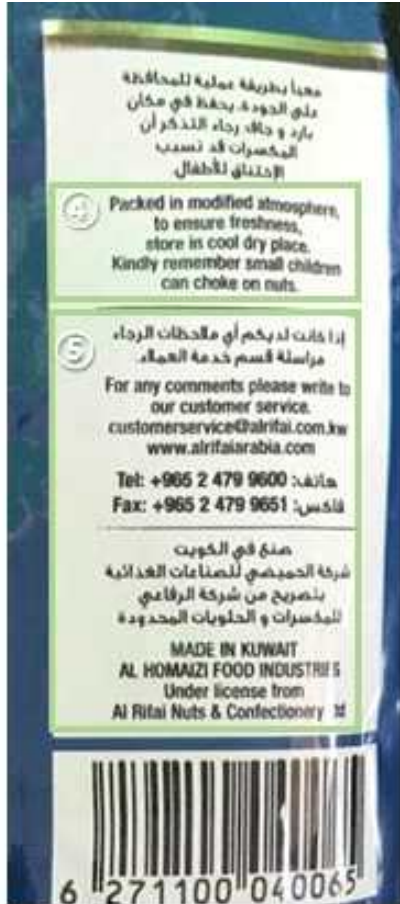 معبأ بطريقة عملية للمحافظة
على الجودة. يحفظ في مكان
بارد و جاف. رجاء التذكر أن
المكسرات قد تسبب
الإختناق للأطفال.
4
Packed in modified atmosphere,
to ensure freshness,
store in cool dry place.
Kindly remember small children
can choke on nuts.
5
إذا كانت لديكم أي ملاحظات الرجاء
مراسلة قسم خدمة العملاء.
For any comments please write to
our customer service.
customerservice@alrifai.com.kw
www.alrifaiarabia.com
Tel: +965 2 479 9600 :هاتف
Fax: +965 2 479 9651 :فاكس
صنع في الكويت
شركة الحميضي للصناعات الغذائية
بتصريح من شركة الرفاعي
للمكسرات و الحلويات المحدودة
MADE IN KUWAIT
AL HOMAIZI FOOD INDUSTRIES
Under license from
Al Rifai Nuts & Confectionery
6 271100 040065